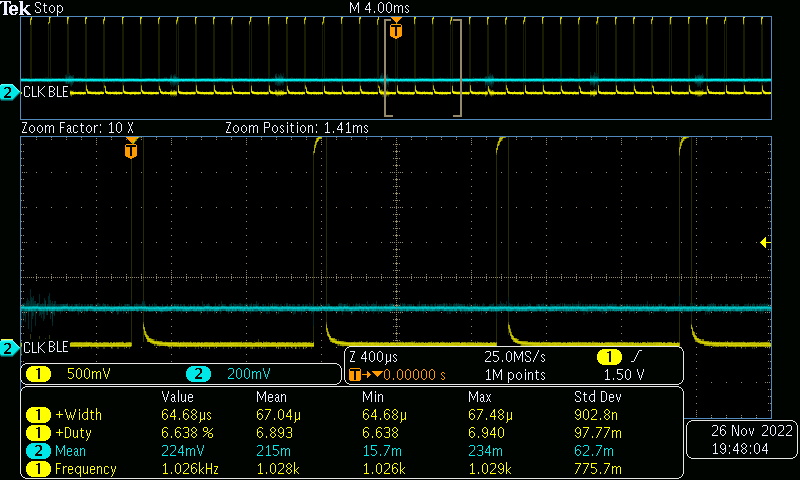 Tek Stop M 4.00ms
T
2 CLK BLE
Zoom Factor: 10 X Zoom Position: 1.41ms
T
2 CLK BLE
Z 400µs 25.0MS/s 1
1 500mV 2 200mV T 0.00000 s 1M points 1.50 V
Value Mean Min Max Std Dev
1 +Width 64.68µs 67.04µ 64.68µ 67.48µ 902.8n
1 +Duty 6.638 % 6.893 6.638 6.940 97.77m
2 Mean 224mV 215m 15.7m 234m 62.7m
1 Frequency 1.026kHz 1.028k 1.026k 1.029k 775.7m
26 Nov 2022
19:48:04